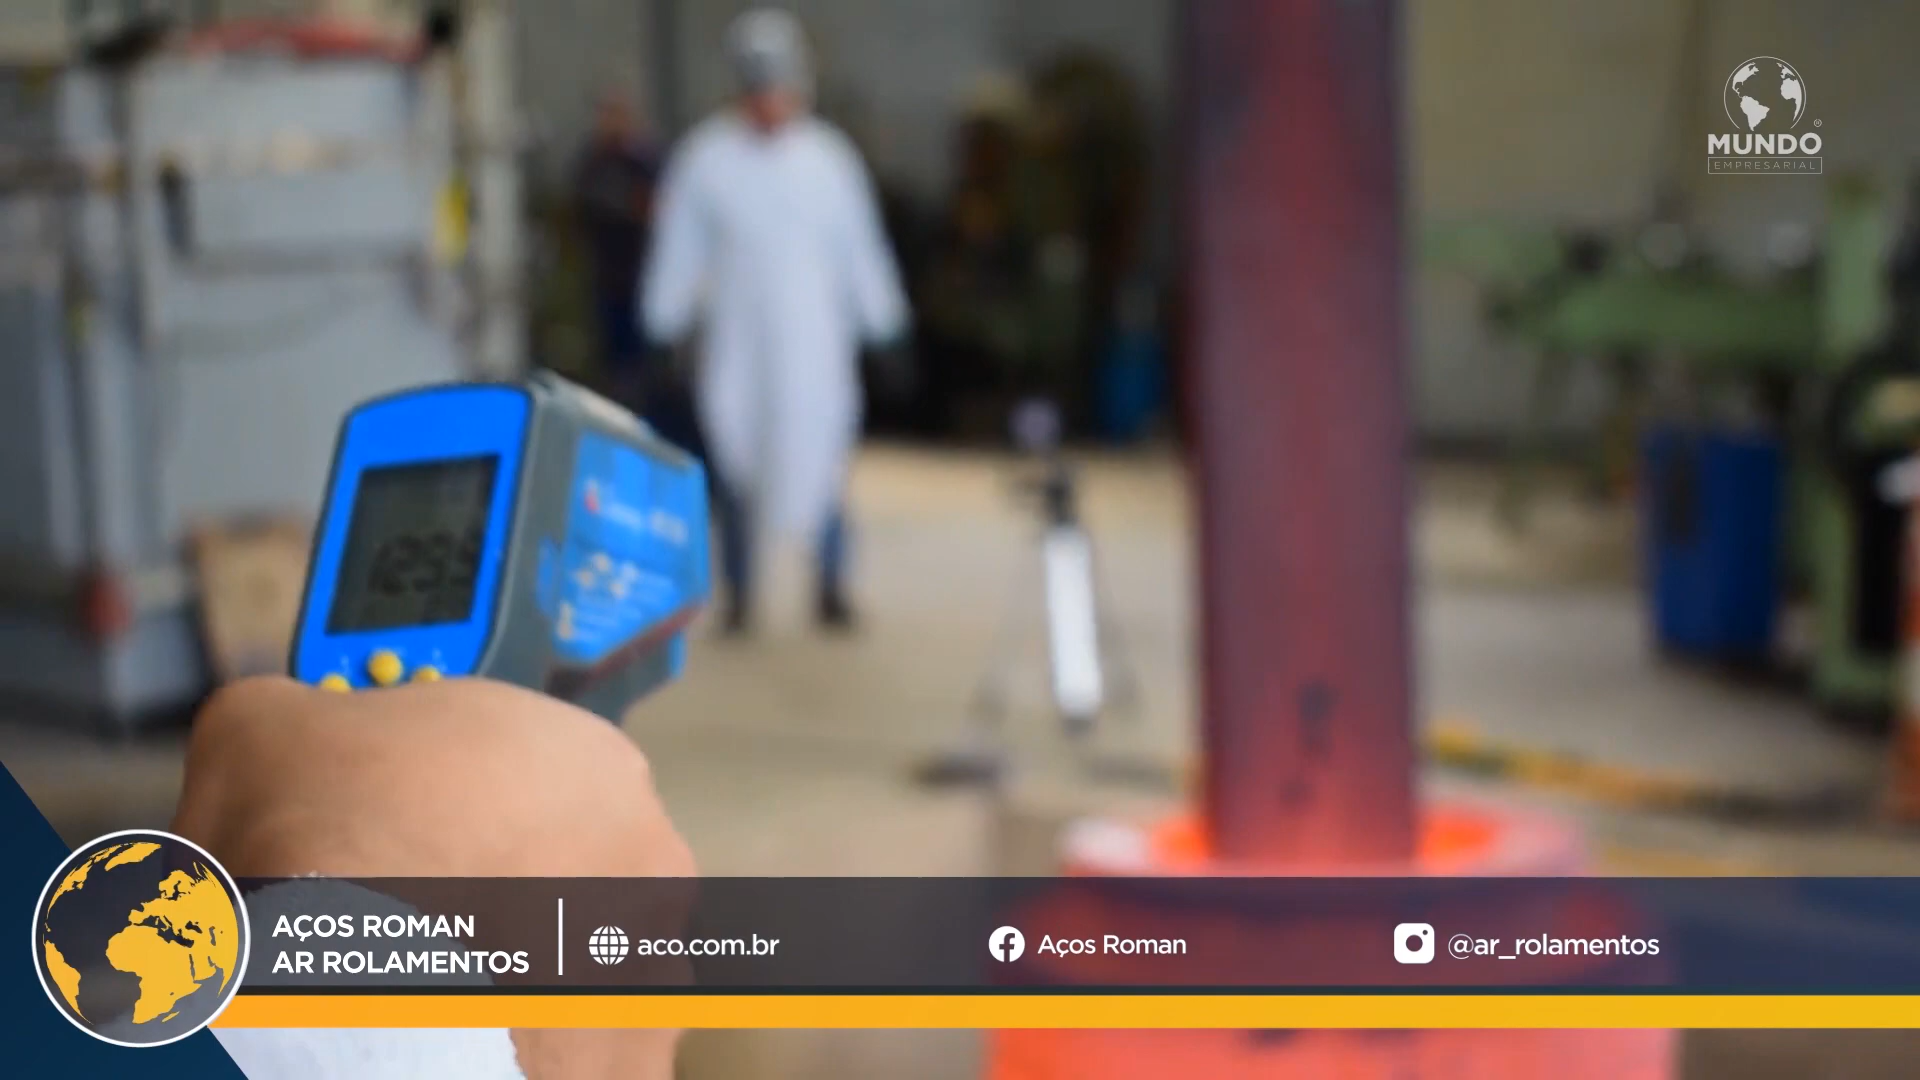 MUNDO
EMPRESARIAL
AÇOS ROMAN
AR ROLAMENTOS
aco.com.br
Aços Roman
@ar_rolamentos